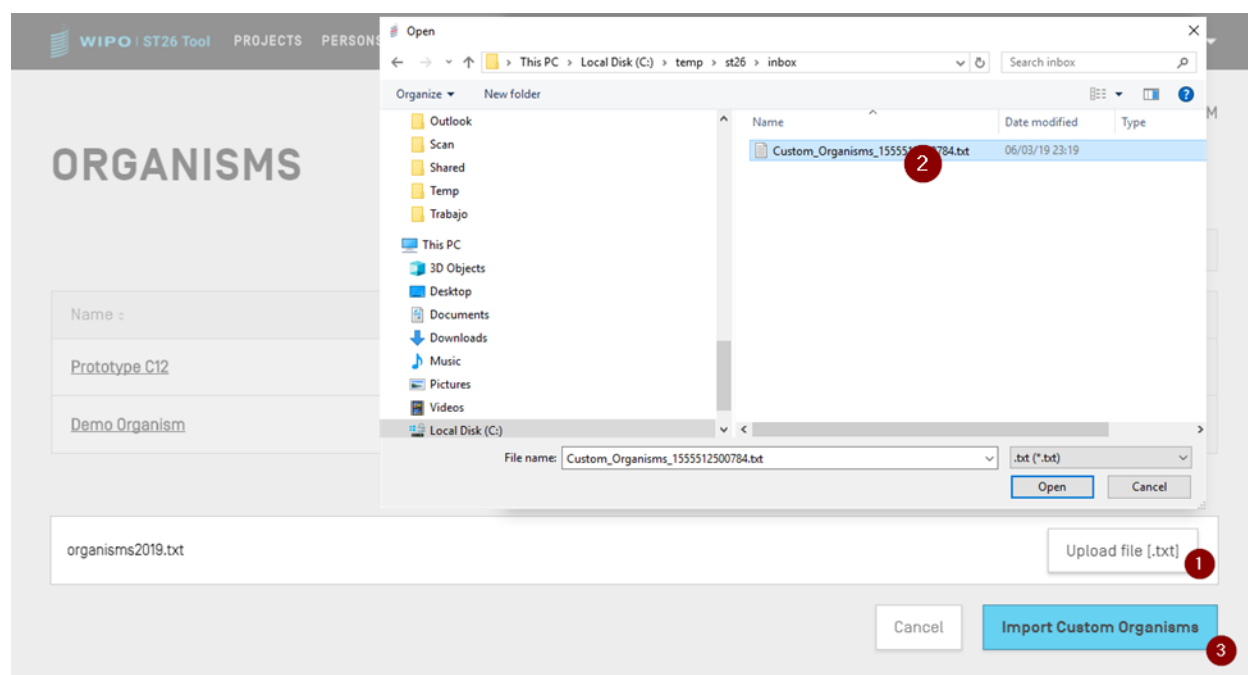 WIPO | ST26 Tool PROJECTS PERSONS
Open
This PC > Local Disk (C:) > temp > st26 > inbox
Search inbox
Organize
New folder
ORGANISMS
Outlook
Scan
Shared
Temp
Trabajo
This PC
3D Objects
Desktop
Documents
Downloads
Music
Pictures
Videos
Local Disk (C:)
Name
Date modified
Type
M
Custom_Organisms_1555512500784.txt
06/03/19 23:19
2
Name
Prototype C12
Demo Organism
File name: Custom_Organisms_1555512500784.txt
.txt (*.txt)
Open
Cancel
organisms2019.txt
Upload file [.txt]
1
Cancel
Import Custom Organisms
3